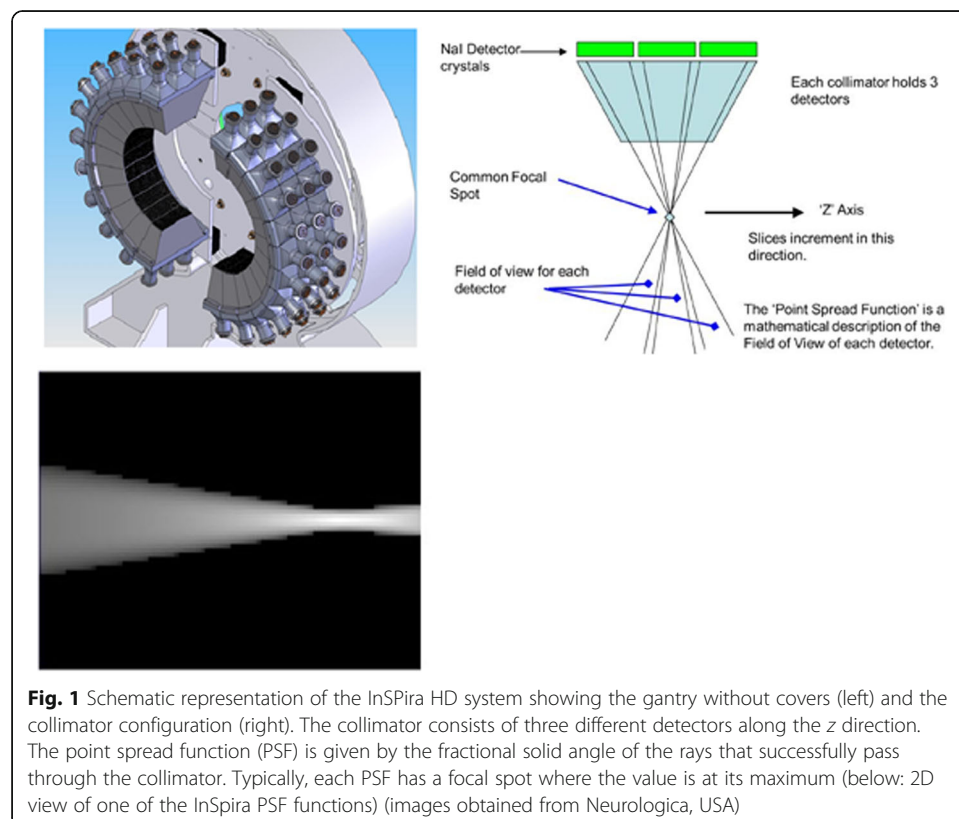 NaI Detector
crystals
Each collimator holds 3
detectors
Common Focal
Spot
'Z' Axis
Slices increment in this
direction.
Field of view for each
detector
The 'Point Spread Function' is a
mathematical description of the
Field of View of each detector.
Fig. 1 Schematic representation of the InSPira HD system showing the gantry without covers (left) and the
collimator configuration (right). The collimator consists of three different detectors along the z direction.
The point spread function (PSF) is given by the fractional solid angle of the rays that successfully pass
through the collimator. Typically, each PSF has a focal spot where the value is at its maximum (below: 2D
view of one of the InSpira PSF functions) (images obtained from Neurologica, USA)